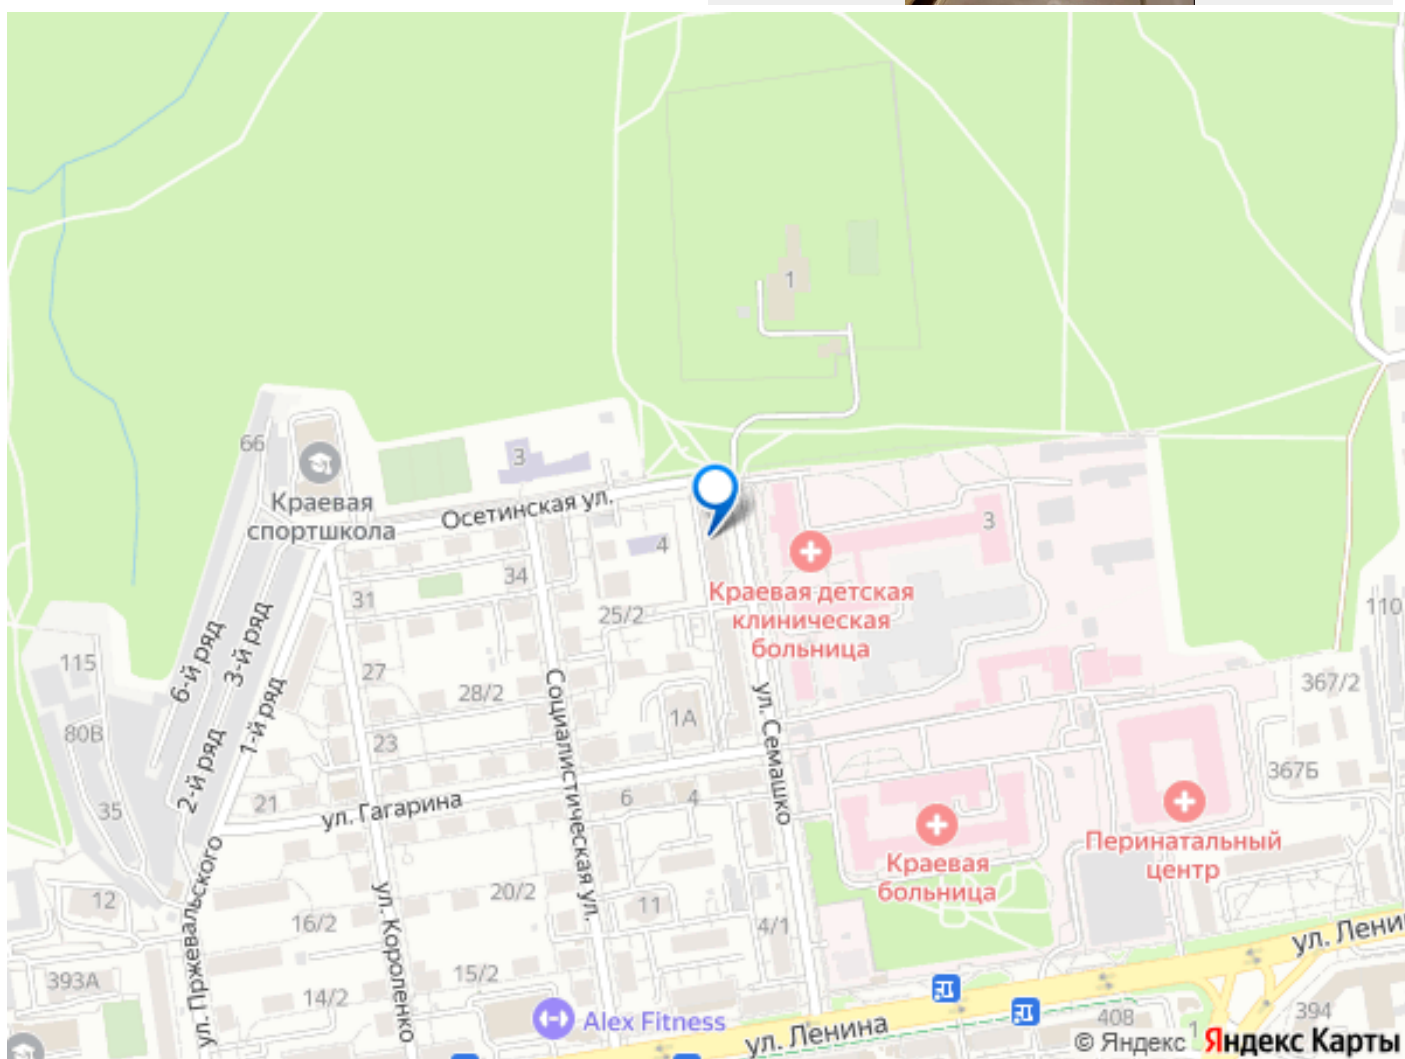 1
66
3
Краевая
спортшкола
Осетинская ул.
4
3
34
31
25/2
Краевая детская
клиническая
больница
110
115
6-й ряд
3-й ряд
27
28/2
Социалистическая ул.
ул. Семашко
367/2
80В
1-й ряд
1А
23
2-й ряд
367Б
35
21
ул. Гагарина
6
4
Краевая
больница
Перинатальный
центр
12
ул. Пржевальского
16/2
ул. Короленко
20/2
11
4/1
ул. Лени
393А
15/2
14/2
Alex Fitness
ул. Ленина
408
1
394
© Яндекс Яндекс Карты